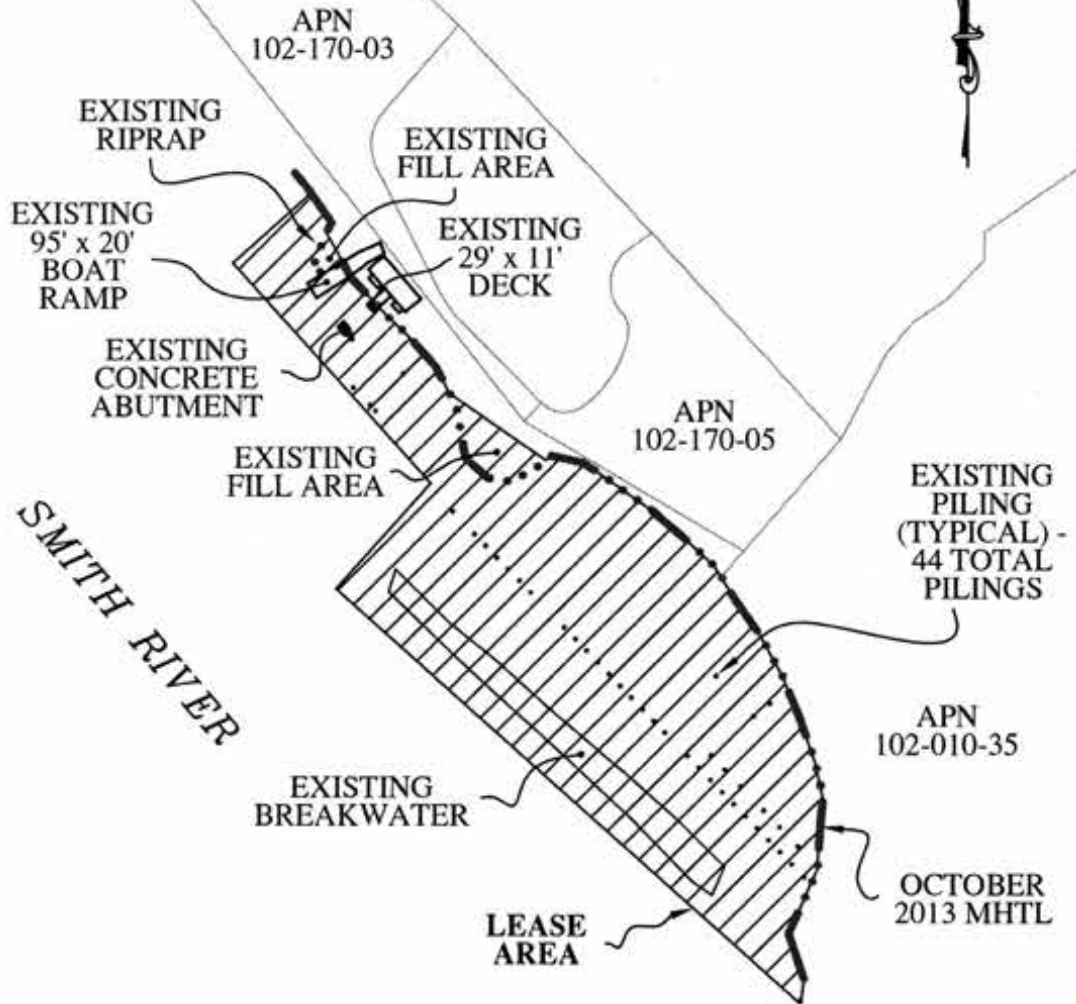 APN
102-170-03
EXISTING
RIPRAP
EXISTING
FILL AREA
EXISTING
95' x 20'
BOAT
RAMP
EXISTING
29' x 11'
DECK
EXISTING
CONCRETE
ABUTMENT
APN
102-170-05
EXISTING
FILL AREA
EXISTING
PILING
(TYPICAL) -
44 TOTAL
PILINGS
SMITH RIVER
APN
102-010-35
EXISTING
BREAKWATER
OCTOBER
2013 MHTL
LEASE
AREA